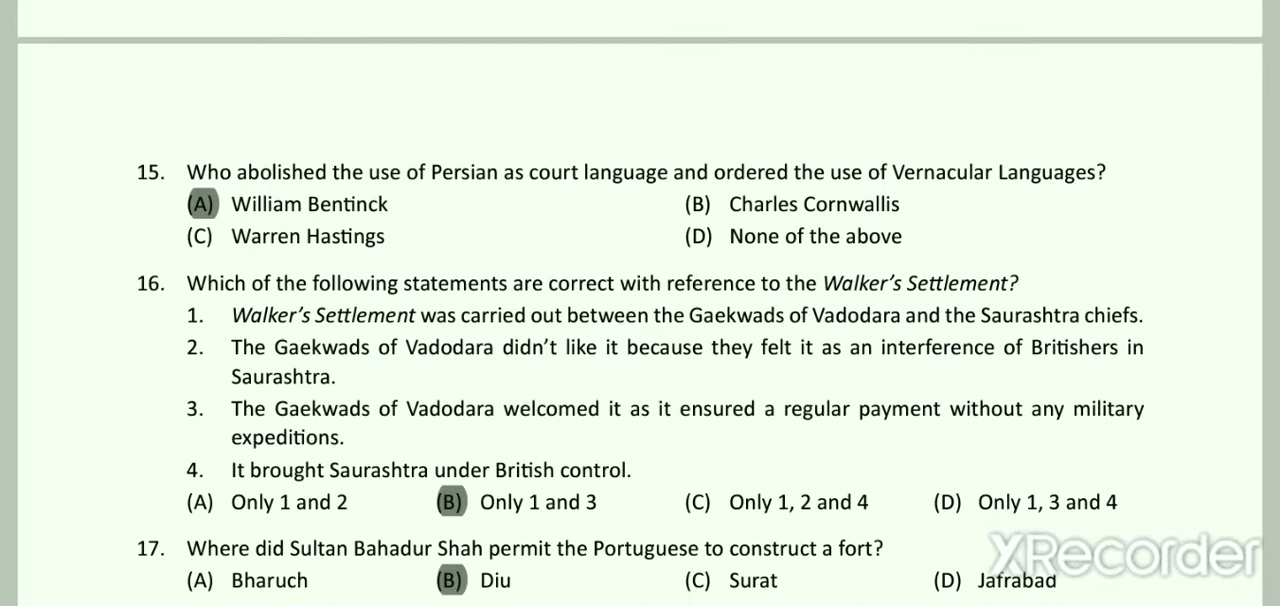 15. Who abolished the use of Persian as court language and ordered the use of Vernacular Languages?
(A) William Bentinck (B) Charles Cornwallis
(C) Warren Hastings (D) None of the above
16. Which of the following statements are correct with reference to the Walker's Settlement?
1. Walker's Settlement was carried out between the Gaekwads of Vadodara and the Saurashtra chiefs.
2. The Gaekwads of Vadodara didn't like it because they felt it as an interference of Britishers in
Saurashtra.
3. The Gaekwads of Vadodara welcomed it as it ensured a regular payment without any military
expeditions.
4. It brought Saurashtra under British control.
(A) Only 1 and 2 (B) Only 1 and 3 (C) Only 1, 2 and 4 (D) Only 1, 3 and 4
17. Where did Sultan Bahadur Shah permit the Portuguese to construct a fort?
(A) Bharuch (B) Diu (C) Surat (D) Jafrabad
XRecorder